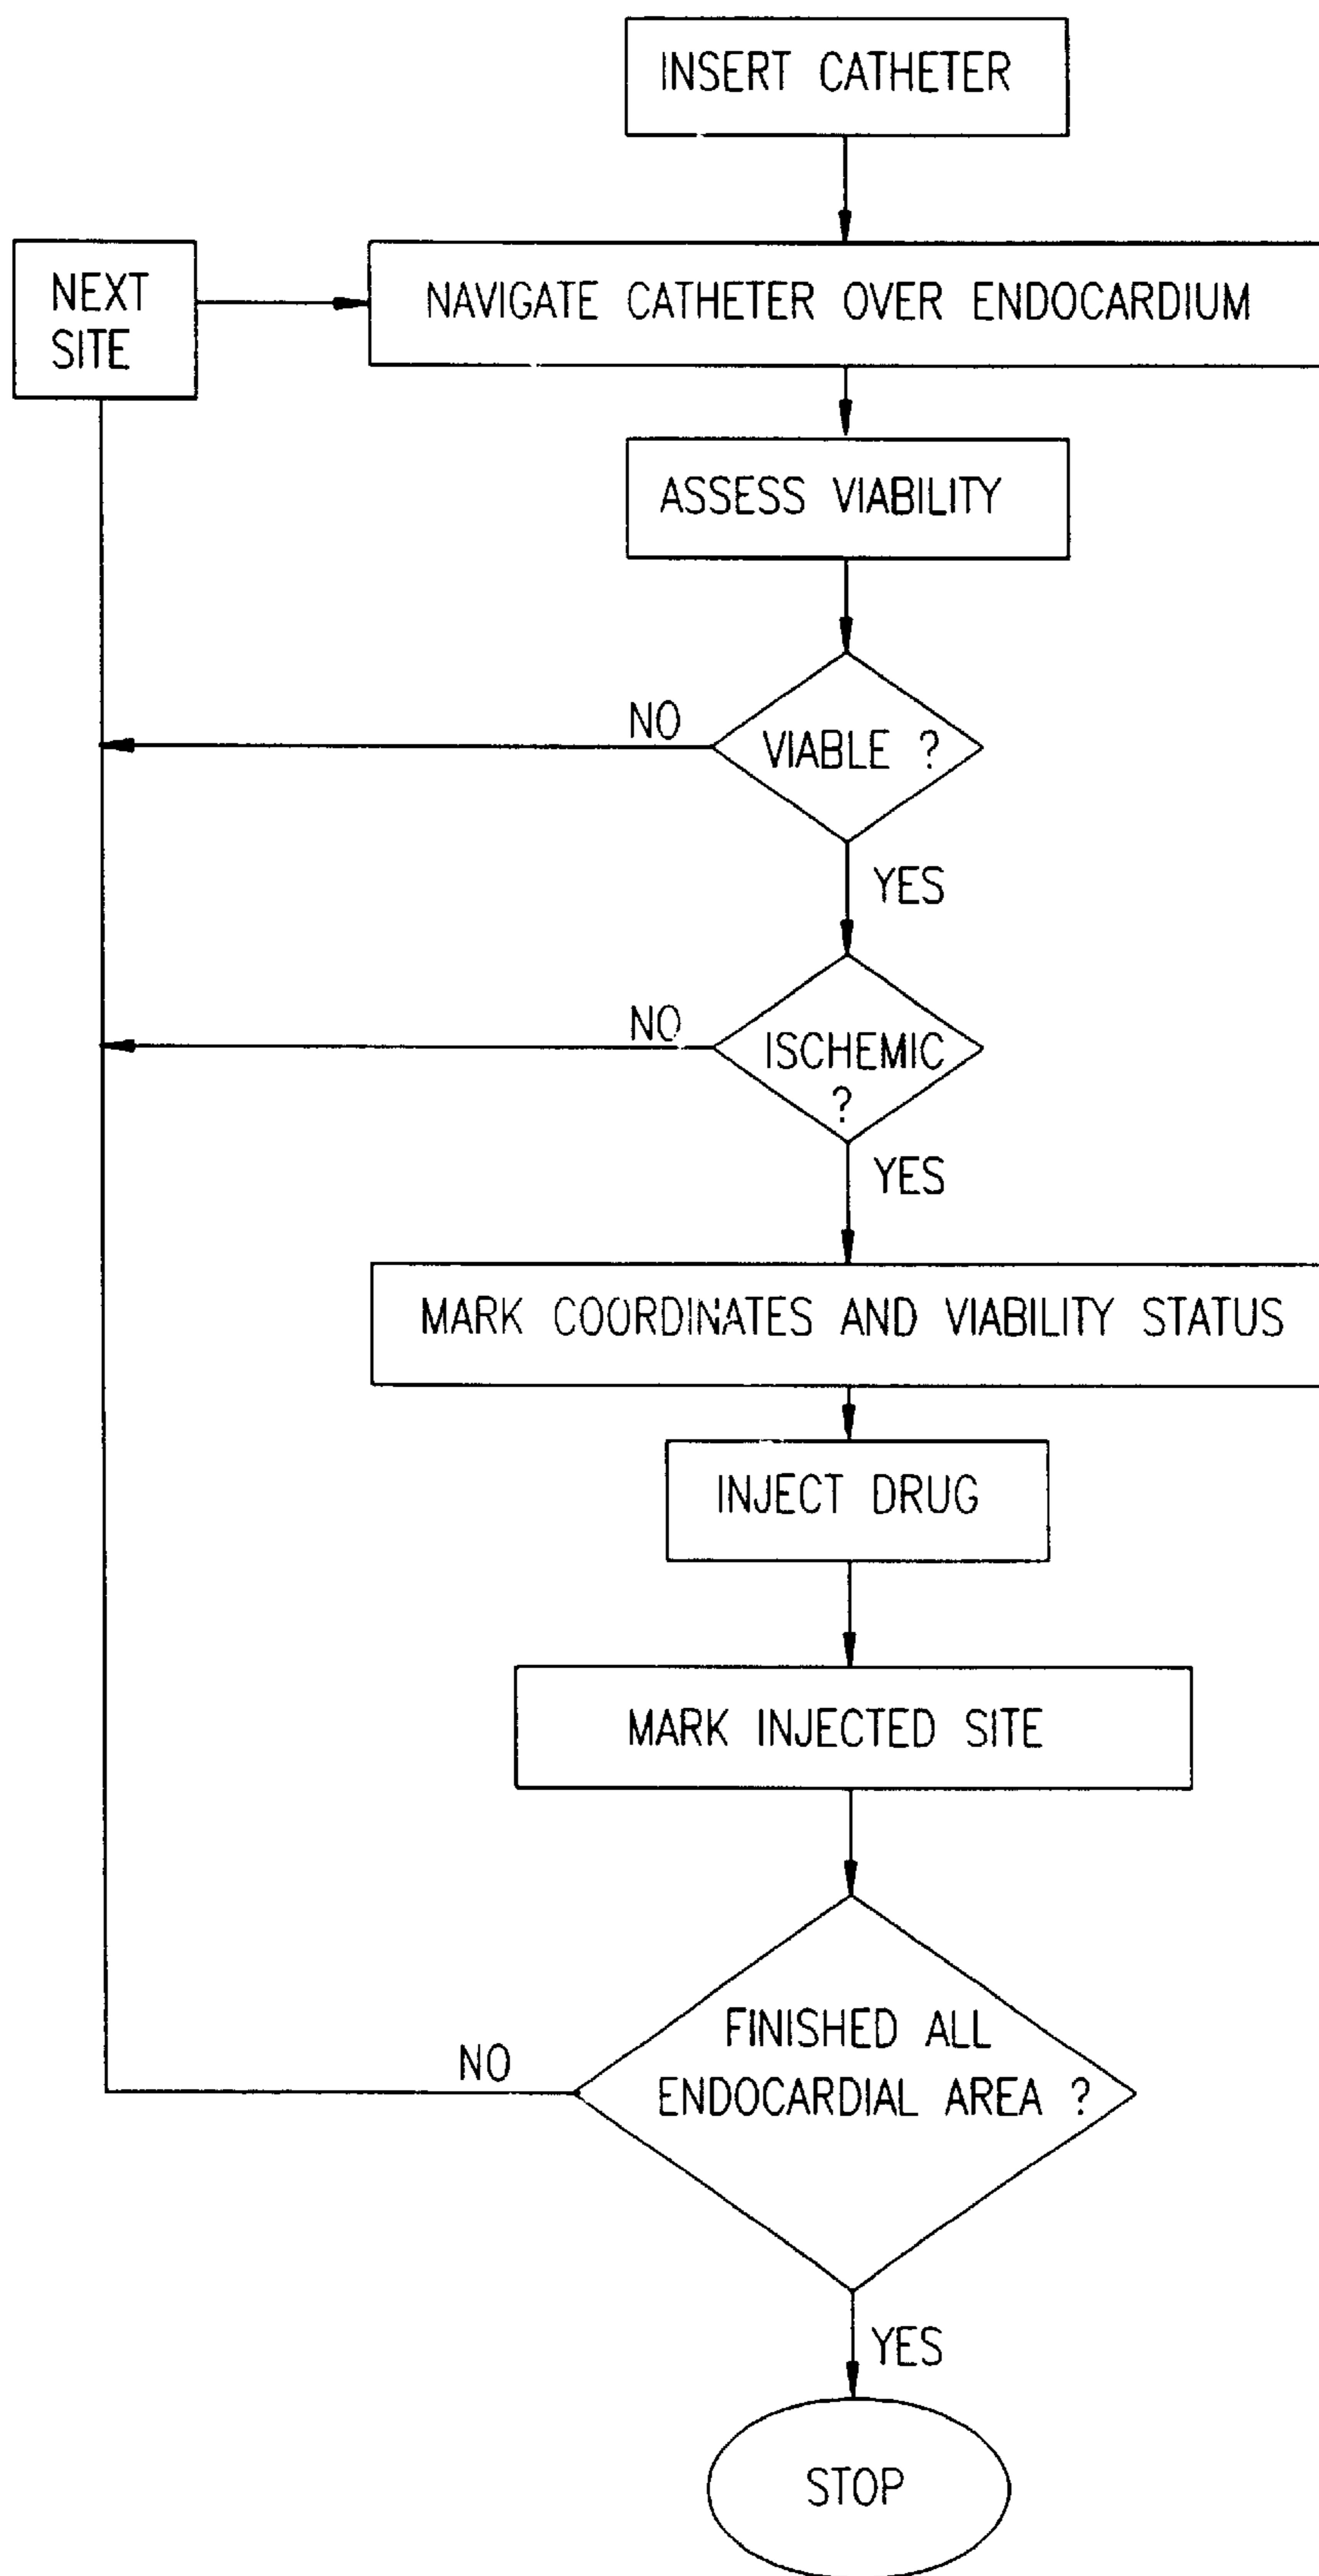 INSERT CATHETER
NEXT
SITE
NAVIGATE CATHETER OVER ENDOCARDIUM
ASSESS VIABILITY
NO
VIABLE ?
YES
NO
ISCHEMIC
?
YES
MARK COORDINATES AND VIABILITY STATUS
INJECT DRUG
MARK INJECTED SITE
FINISHED ALL
ENDOCARDIAL AREA ?
NO
YES
STOP